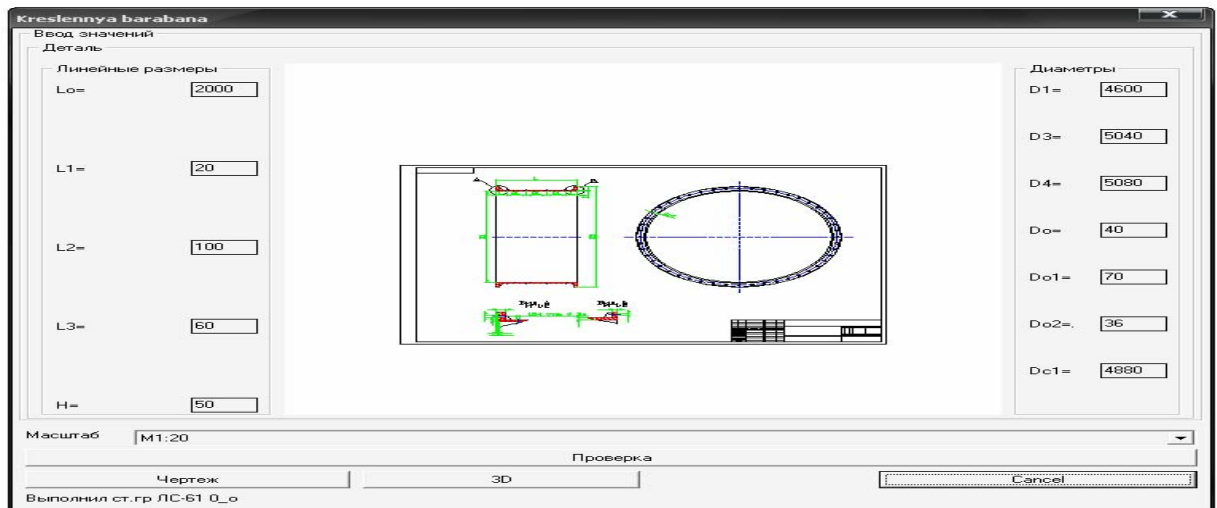 Kreslennya barabana
Ввод значений
Деталь
Линейные размеры
Lo= 2000
L1= 20
L2= 100
L3= 60
H= 50
Диаметры
D1= 4600
D3= 5040
D4= 5080
Do= 40
Do1= 70
Do2=. 36
Dc1= 4880
Масштаб M1:20
Проверка
Чертеж 3D Cancel
Выполнил ст.гр ЛС-61 0_о